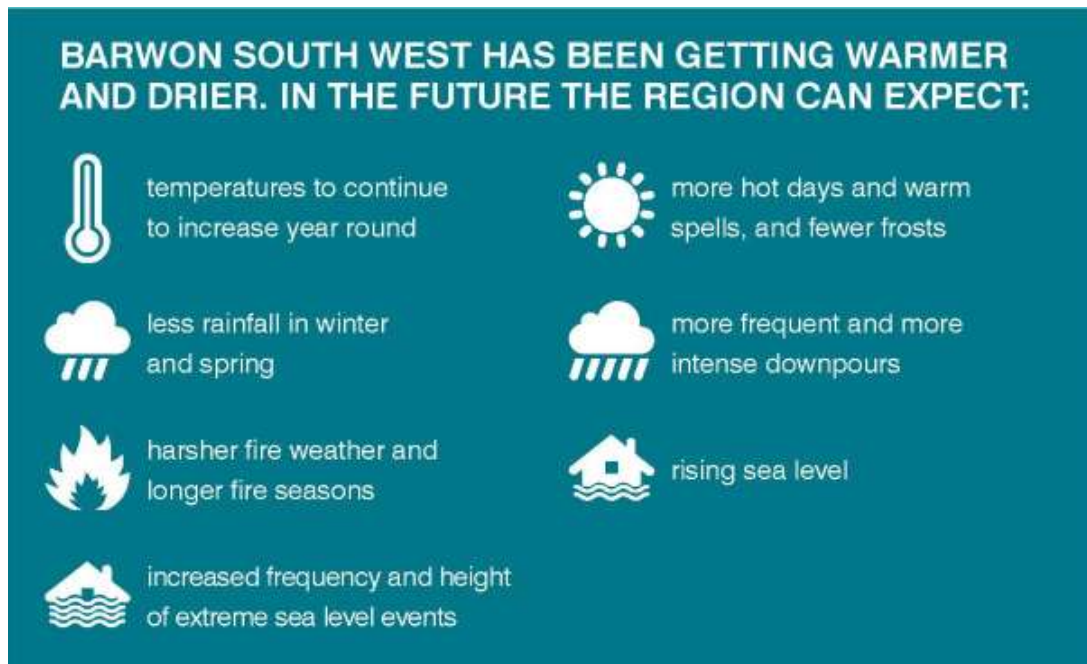 BARWON SOUTH WEST HAS BEEN GETTING WARMER
AND DRIER. IN THE FUTURE THE REGION CAN EXPECT:
temperatures to continue
to increase year round
more hot days and warm
spells, and fewer frosts
less rainfall in winter
and spring
more frequent and more
intense downpours
harsher fire weather and
longer fire seasons
rising sea level
increased frequency and height
of extreme sea level events